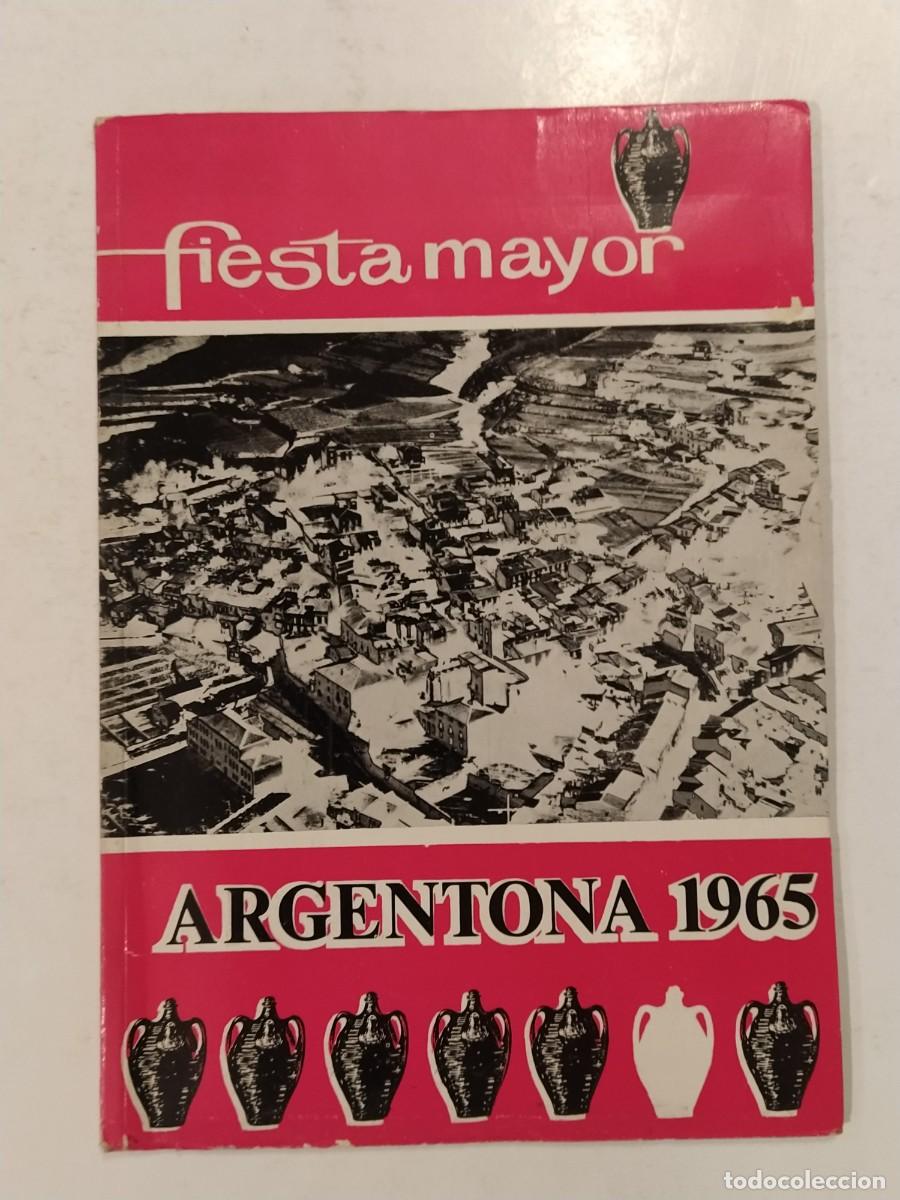 fiesta mayor
ARGENTONA 1965
todocoleccion